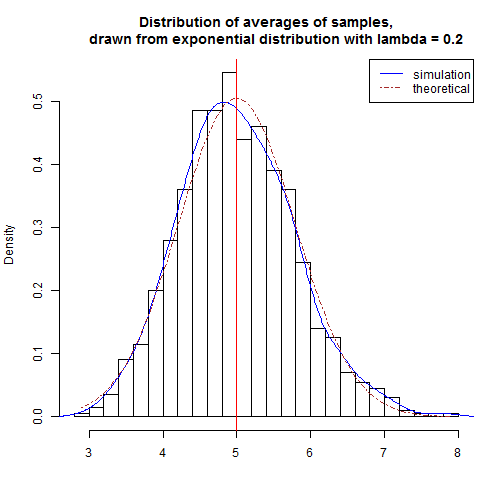 Distribution of averages of samples,
drawn from exponential distribution with lambda = 0.2
simulation
theoretical
Density
0.5
0.4
0.3
0.2
0.1
0.0
3 4 5 6 7 8